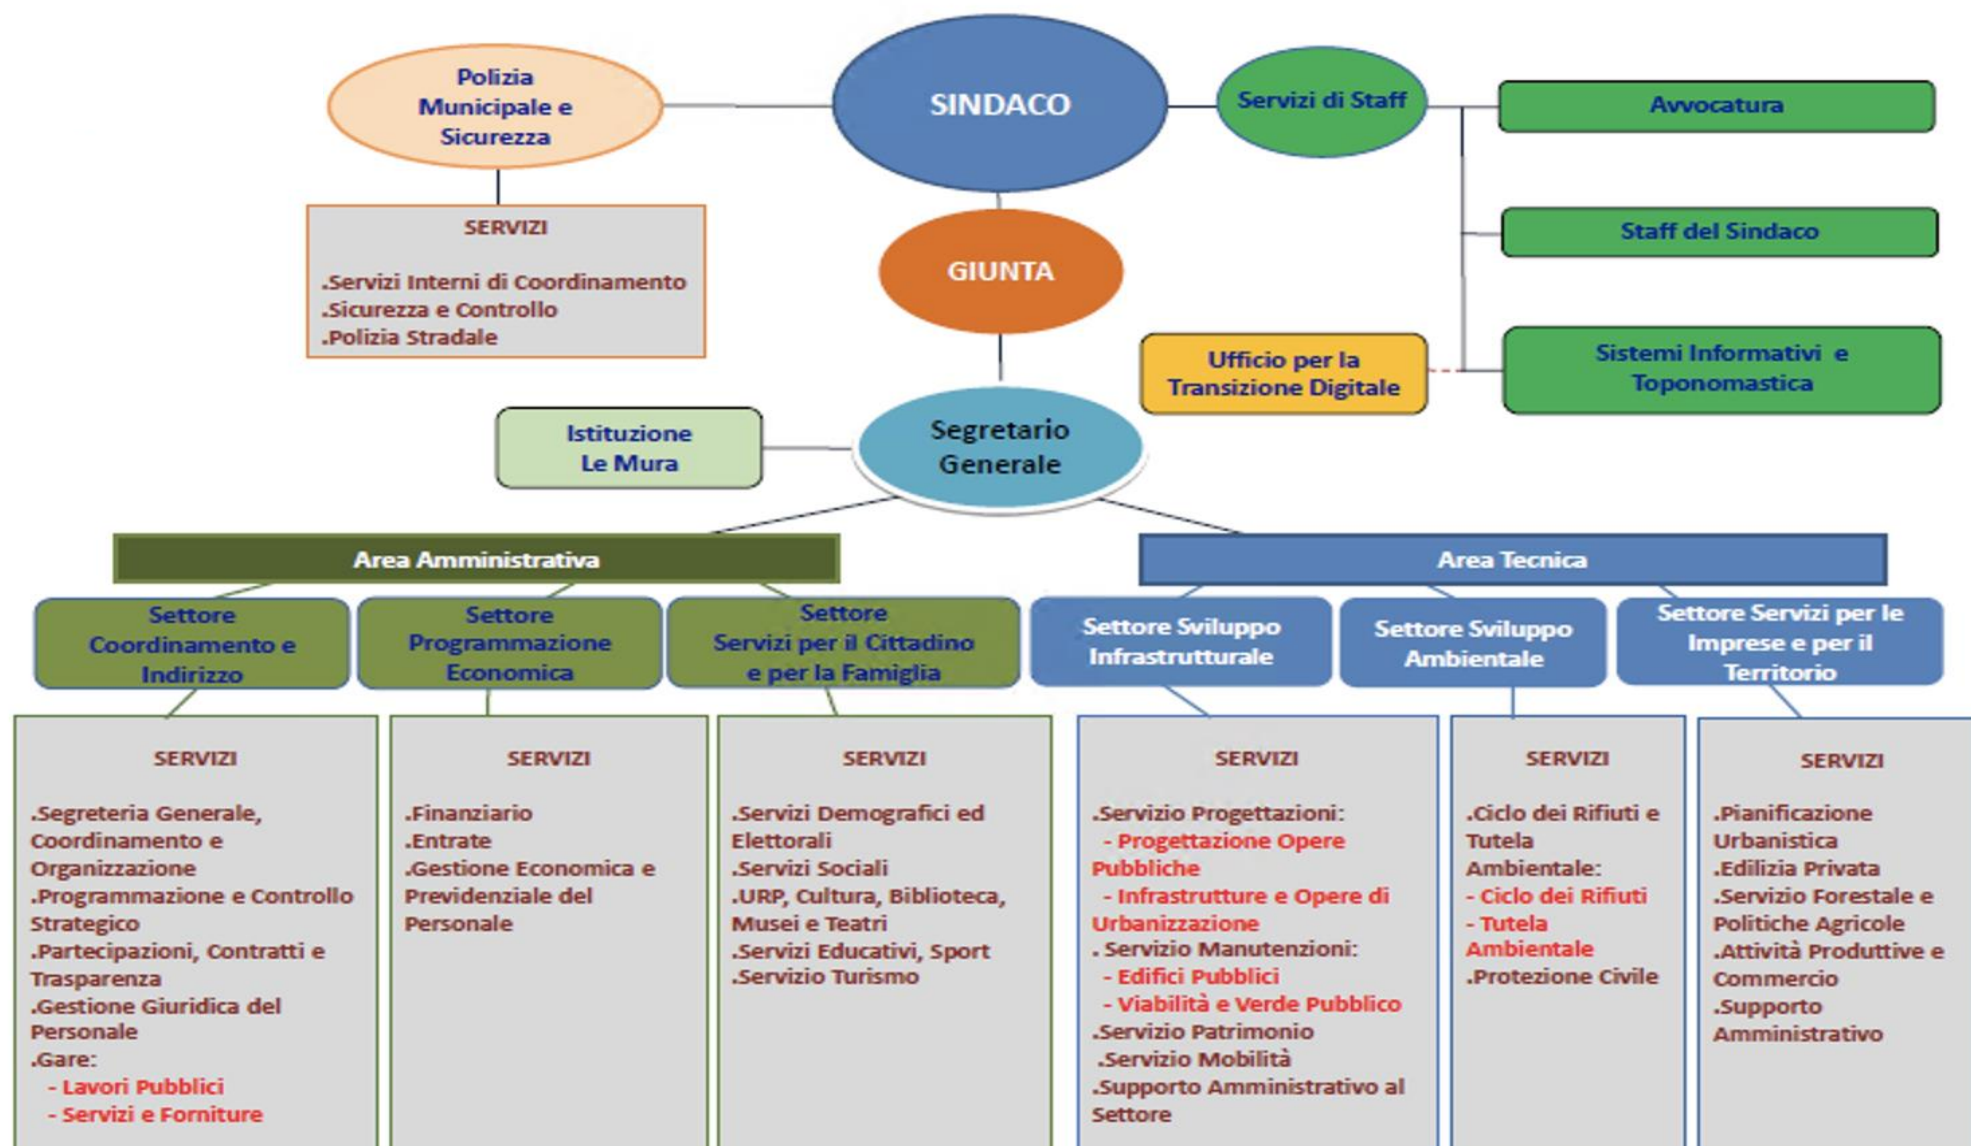 Polizia
Municipale e
Sicurezza
SINDACO
Servizi di Staff
Avvocatura
SERVIZI
.Servizi Interni di Coordinamento
.Sicurezza e Controllo
.Polizia Stradale
GIUNTA
Staff del Sindaco
Ufficio per la
Transizione Digitale
Sistemi Informativi e
Toponomastica
Istituzione
Le Mura
Segretario
Generale
Area Amministrativa
Area Tecnica
Settore
Coordinamento e
Indirizzo
Settore
Programmazione
Economica
Settore
Servizi per il Cittadino
e per la Famiglia
Settore Sviluppo
Infrastrutturale
Settore Sviluppo
Ambientale
Settore Servizi per le
Imprese e per il
Territorio
SERVIZI
.Segreteria Generale,
Coordinamento e
Organizzazione
.Programmazione e Controllo
Strategico
.Partecipazioni, Contratti e
Trasparenza
.Gestione Giuridica del
Personale
.Gare:
- Lavori Pubblici
- Servizi e Forniture
SERVIZI
.Finanziario
.Entrate
.Gestione Economica e
Previdenziale del
Personale
SERVIZI
.Servizi Demografici ed
Elettorali
.Servizi Sociali
.URP, Cultura, Biblioteca,
Musei e Teatri
.Servizi Educativi, Sport
.Servizio Turismo
SERVIZI
.Servizio Progettazioni:
- Progettazione Opere
Pubbliche
- Infrastrutture e Opere di
Urbanizzazione
. Servizio Manutenzioni:
- Edifici Pubblici
- Viabilità e Verde Pubblico
.Servizio Patrimonio
.Servizio Mobilità
.Supporto Amministrativo al
Settore
SERVIZI
.Ciclo dei Rifiuti e
Tutela
Ambientale:
- Ciclo dei Rifiuti
- Tutela
Ambientale
.Protezione Civile
SERVIZI
.Pianificazione
Urbanistica
.Edilizia Privata
.Servizio Forestale e
Politiche Agricole
.Attività Produttive e
Commercio
.Supporto
Amministrativo